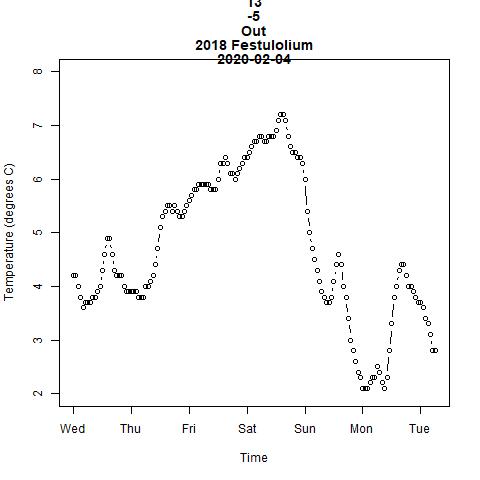 13
-5
Out
2018 Festulolium
2020-02-04
Temperature (degrees C)
8
7
6
5
4
3
2
Wed Thu Fri Sat Sun Mon Tue
Time